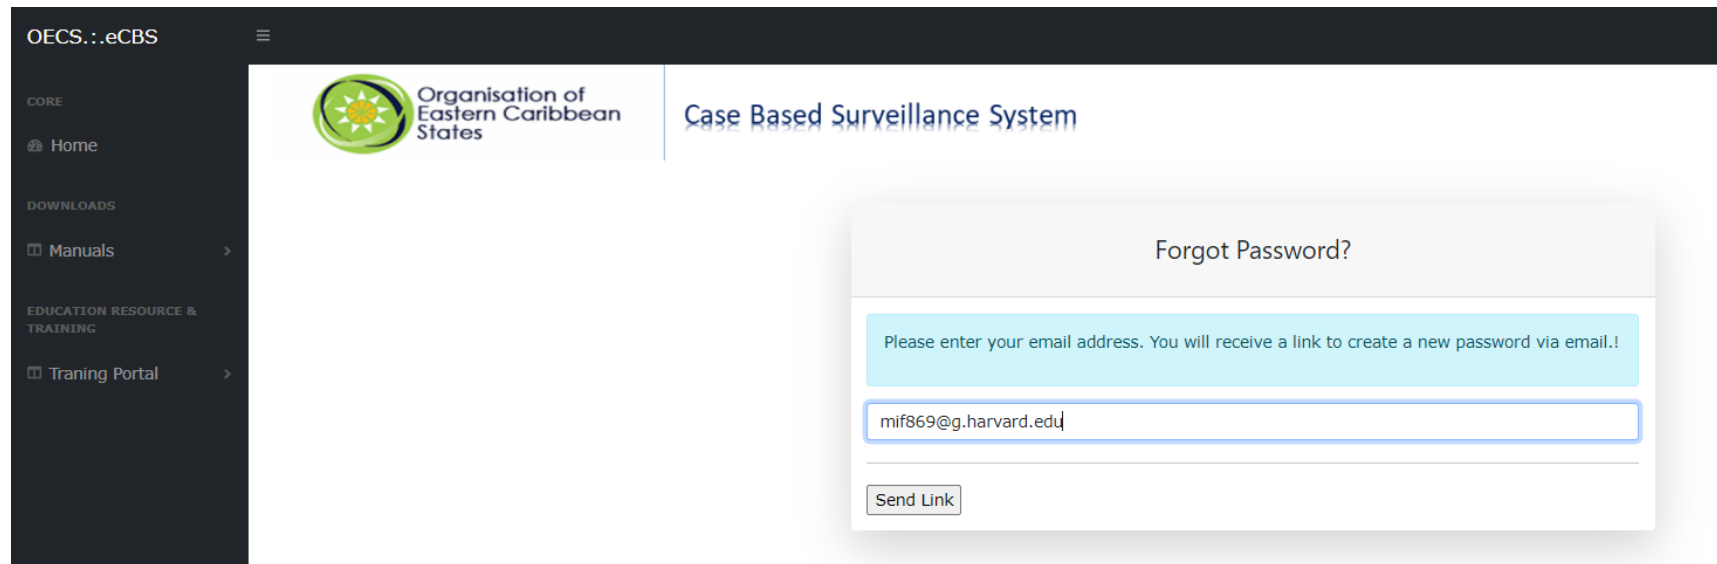 OECS.:.eCBS
CORE
Home
DOWNLOADS
Manuals
EDUCATION RESOURCE &
TRAINING
Traning Portal
Organisation of
Eastern Caribbean
States
Case Based Surveillance System
Forgot Password?
Please enter your email address. You will receive a link to create a new password via email.!
mif869@g.harvard.edu
Send Link